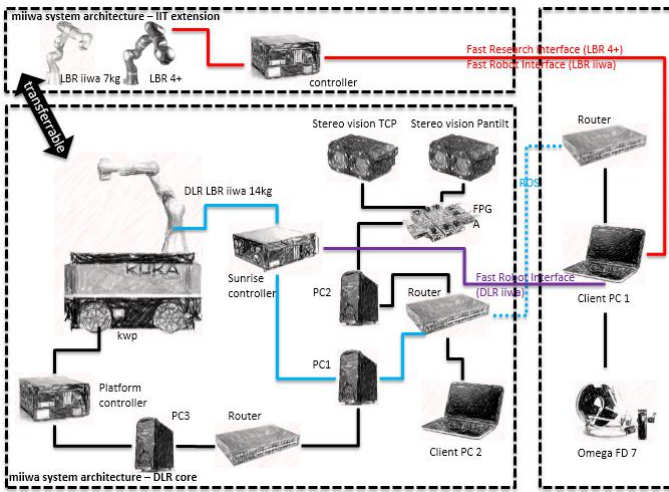 miiwa system architecture – IIT extension
LBR iiwa 7kg
LBR 4+
controller
Fast Research Interface (LBR 4+)
Fast Robot Interface (LBR iiwa)
transferrable
Stereo vision TCP
Stereo vision Pantilt
Router
DLR LBR iiwa 14kg
FPG
A
ROS
KUKA
Sunrise
controller
PC2
Router
Fast Robot Interface
(DLR iiwa)
Client PC 1
kwp
PC1
Platform
controller
PC3
Router
Client PC 2
Omega FD 7
miiwa system architecture – DLR core